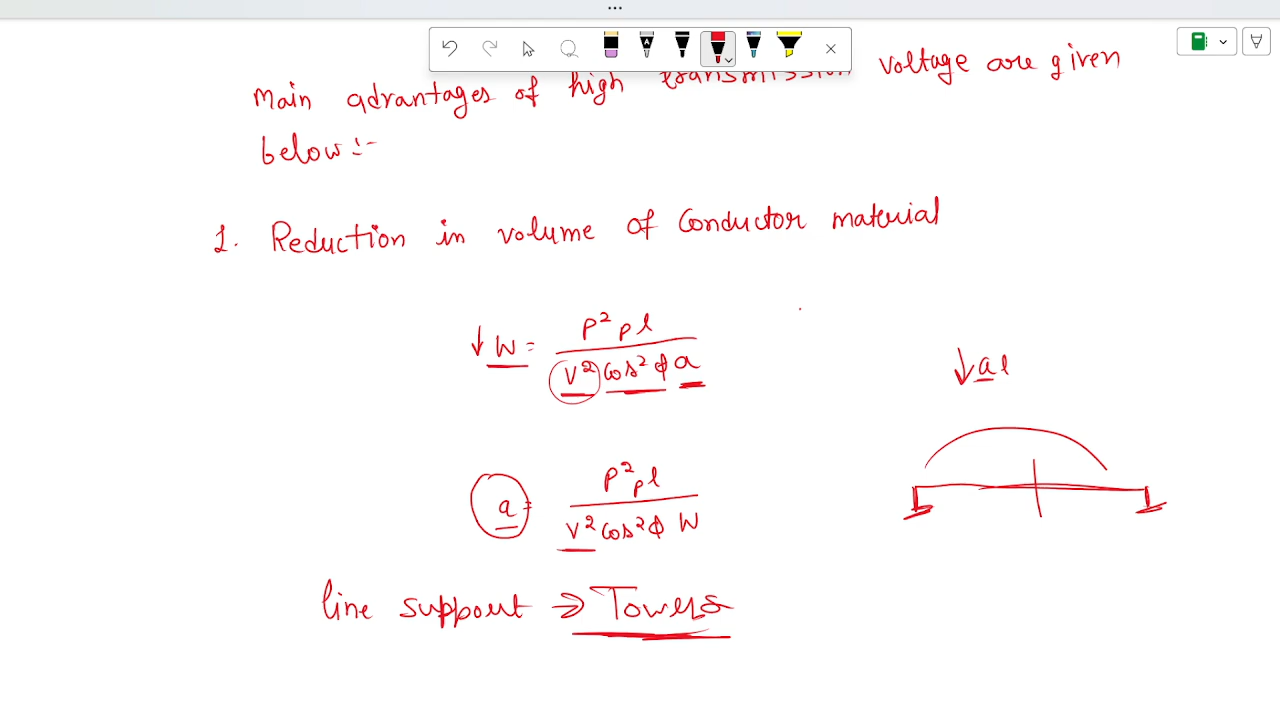 Main advantages of high transmission voltage are given
below :-
1. Reduction in volume of conductor material
↓ W = P²ρl / V² cos²φ a
↓ al
a = P²ρl / V² cos²φ W
line support → Towers